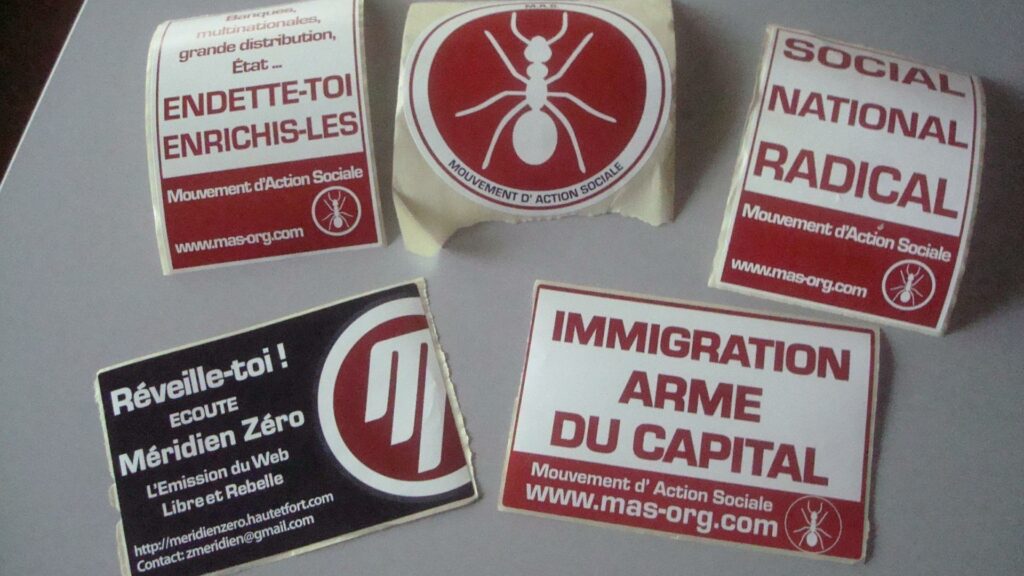 Banques,
multinationales,
grande distribution,
État ...
ENDETTE-TOI
ENRICHIS-LES
Mouvement d'Action Sociale
www.mas-org.com
M.A.S.
MOUVEMENT D' ACTION SOCIALE
SOCIAL
NATIONAL
RADICAL
Mouvement d'Action Sociale
www.mas-org.com
Réveille-toi !
ECOUTE
Méridien Zéro
L'Emission du Web
Libre et Rebelle
http://meridienzero.hautetfort.com
Contact: zmeridien@gmail.com
IMMIGRATION
ARME
DU CAPITAL
Mouvement d' Action Sociale
www.mas-org.com